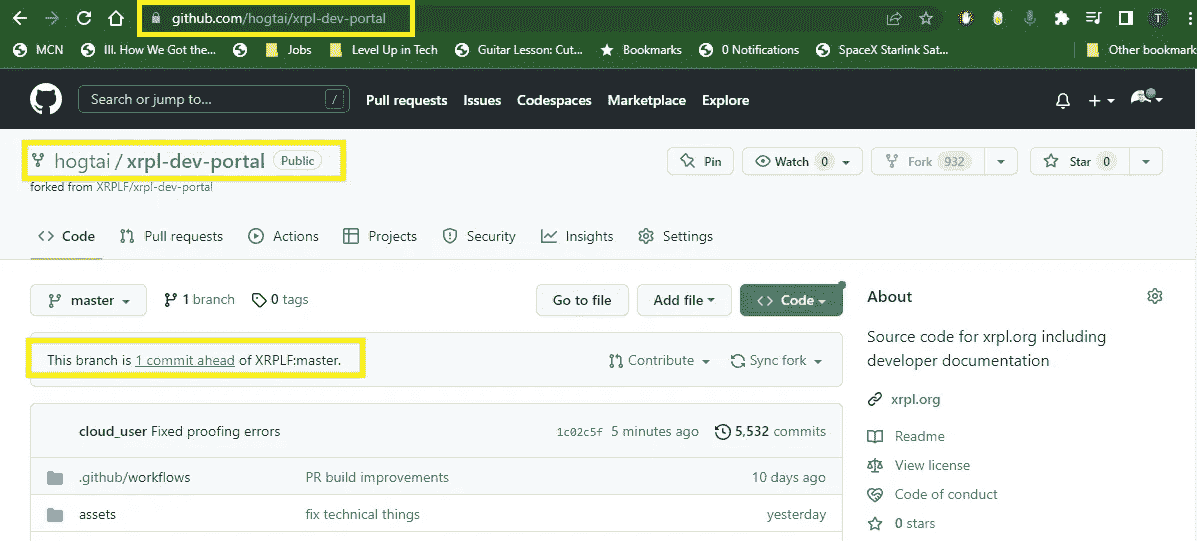 github.com/hogtai/xrpl-dev-portal
T
MCN III. How We Got the... Jobs Level Up in Tech Guitar Lesson: Cut... Bookmarks 0 Notifications SpaceX Starlink Sat... Other bookmark
Search or jump to... / Pull requests Issues Codespaces Marketplace Explore
hogtai / xrpl-dev-portal Public Pin Watch 0 Fork 932 Star 0
forked from XRPLF/xrpl-dev-portal
Code Pull requests Actions Projects Security Insights Settings
master 1 branch 0 tags Go to file Add file Code About
This branch is 1 commit ahead of XRPLF:master. Contribute Sync fork
Source code for xrpl.org including
developer documentation
xrpl.org
cloud_user Fixed proofing errors 1c02c5f 5 minutes ago 5,532 commits
Readme
.github/workflows PR build improvements 10 days ago
View license
Code of conduct
assets fix technical things yesterday
0 stars